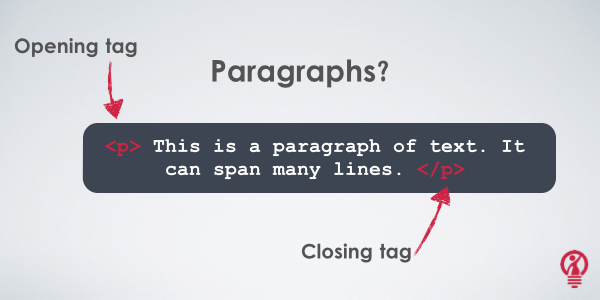 Opening tag
Paragraphs?
<p> This is a paragraph of text. It
can span many lines. </p>
Closing tag